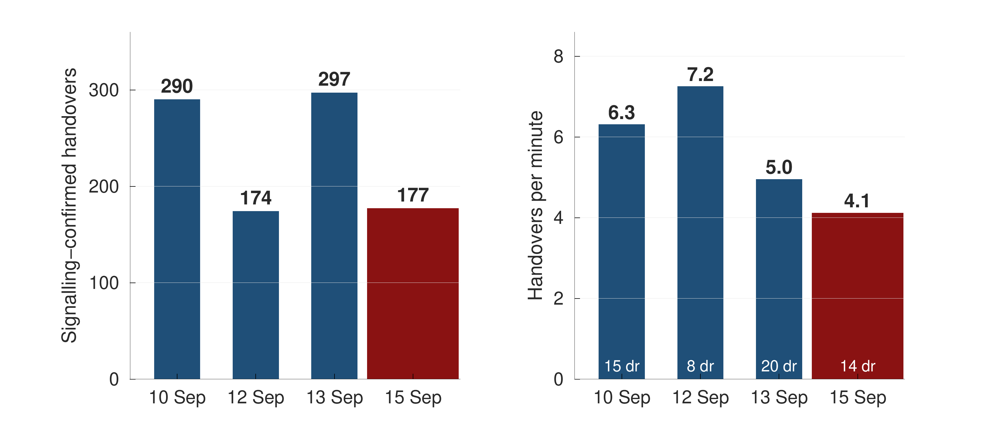 Signalling−confirmed handovers
300
200
100
0
290
174
297
177
10 Sep
12 Sep
13 Sep
15 Sep
Handovers per minute
8
6
4
2
0
6.3
7.2
5.0
4.1
15 dr
8 dr
20 dr
14 dr
10 Sep
12 Sep
13 Sep
15 Sep